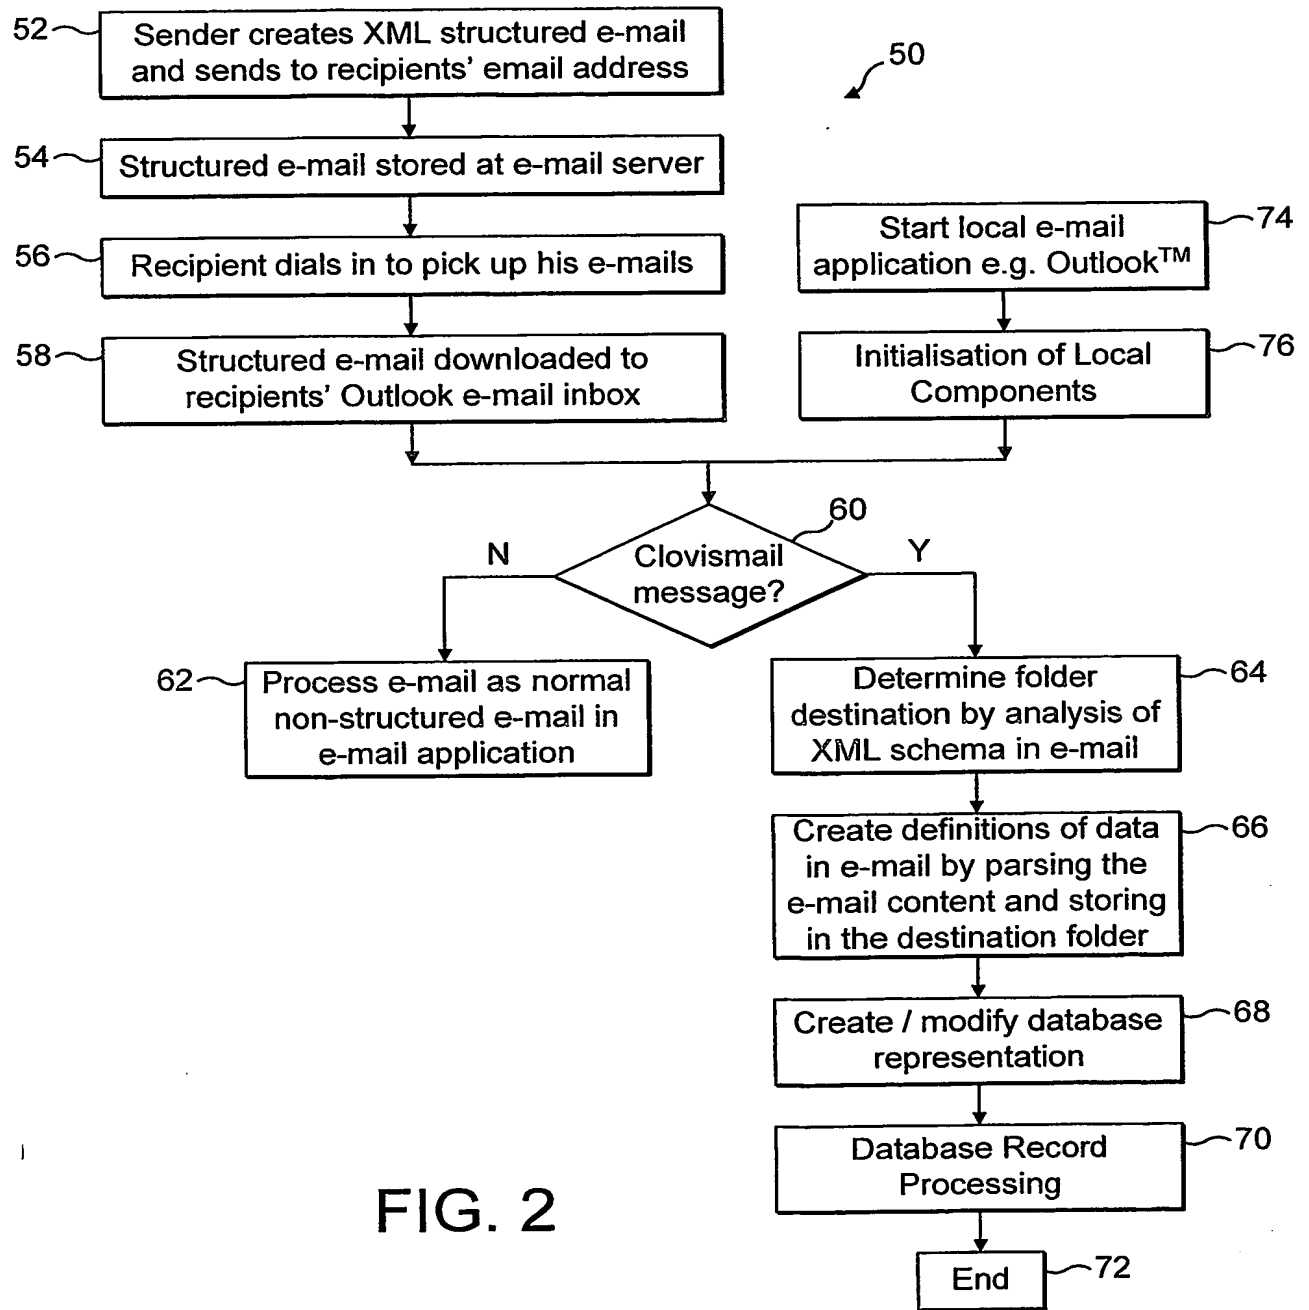 52
Sender creates XML structured e-mail
and sends to recipients' email address
50
54
Structured e-mail stored at e-mail server
56
Recipient dials in to pick up his e-mails
74
Start local e-mail
application e.g. Outlook™
58
Structured e-mail downloaded to
recipients' Outlook e-mail inbox
76
Initialisation of Local
Components
60
Clovismail
message?
N
Y
62
Process e-mail as normal
non-structured e-mail in
e-mail application
64
Determine folder
destination by analysis of
XML schema in e-mail
66
Create definitions of data
in e-mail by parsing the
e-mail content and storing
in the destination folder
68
Create / modify database
representation
70
Database Record
Processing
72
End
FIG. 2